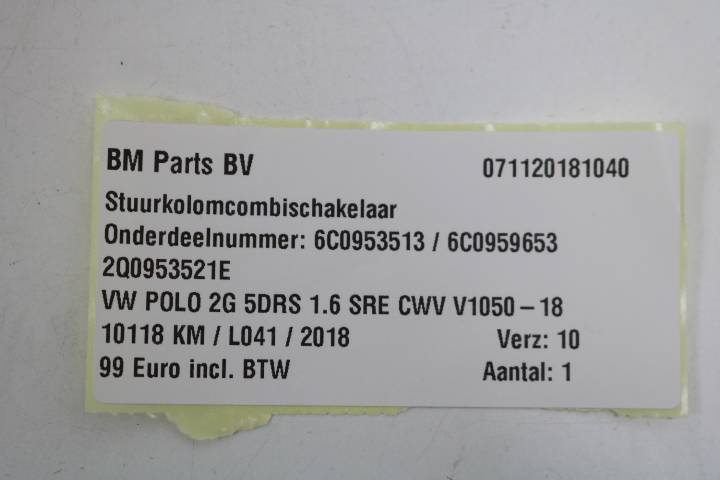 BM Parts BV 071120181040
Stuurkolomcombischakelaar
Onderdeelnummer: 6C0953513 / 6C0959653
2Q0953521E
VW POLO 2G 5DRS 1.6 SRE CWV V1050 – 18
10118 KM / L041 / 2018 Verz: 10
99 Euro incl. BTW Aantal: 1